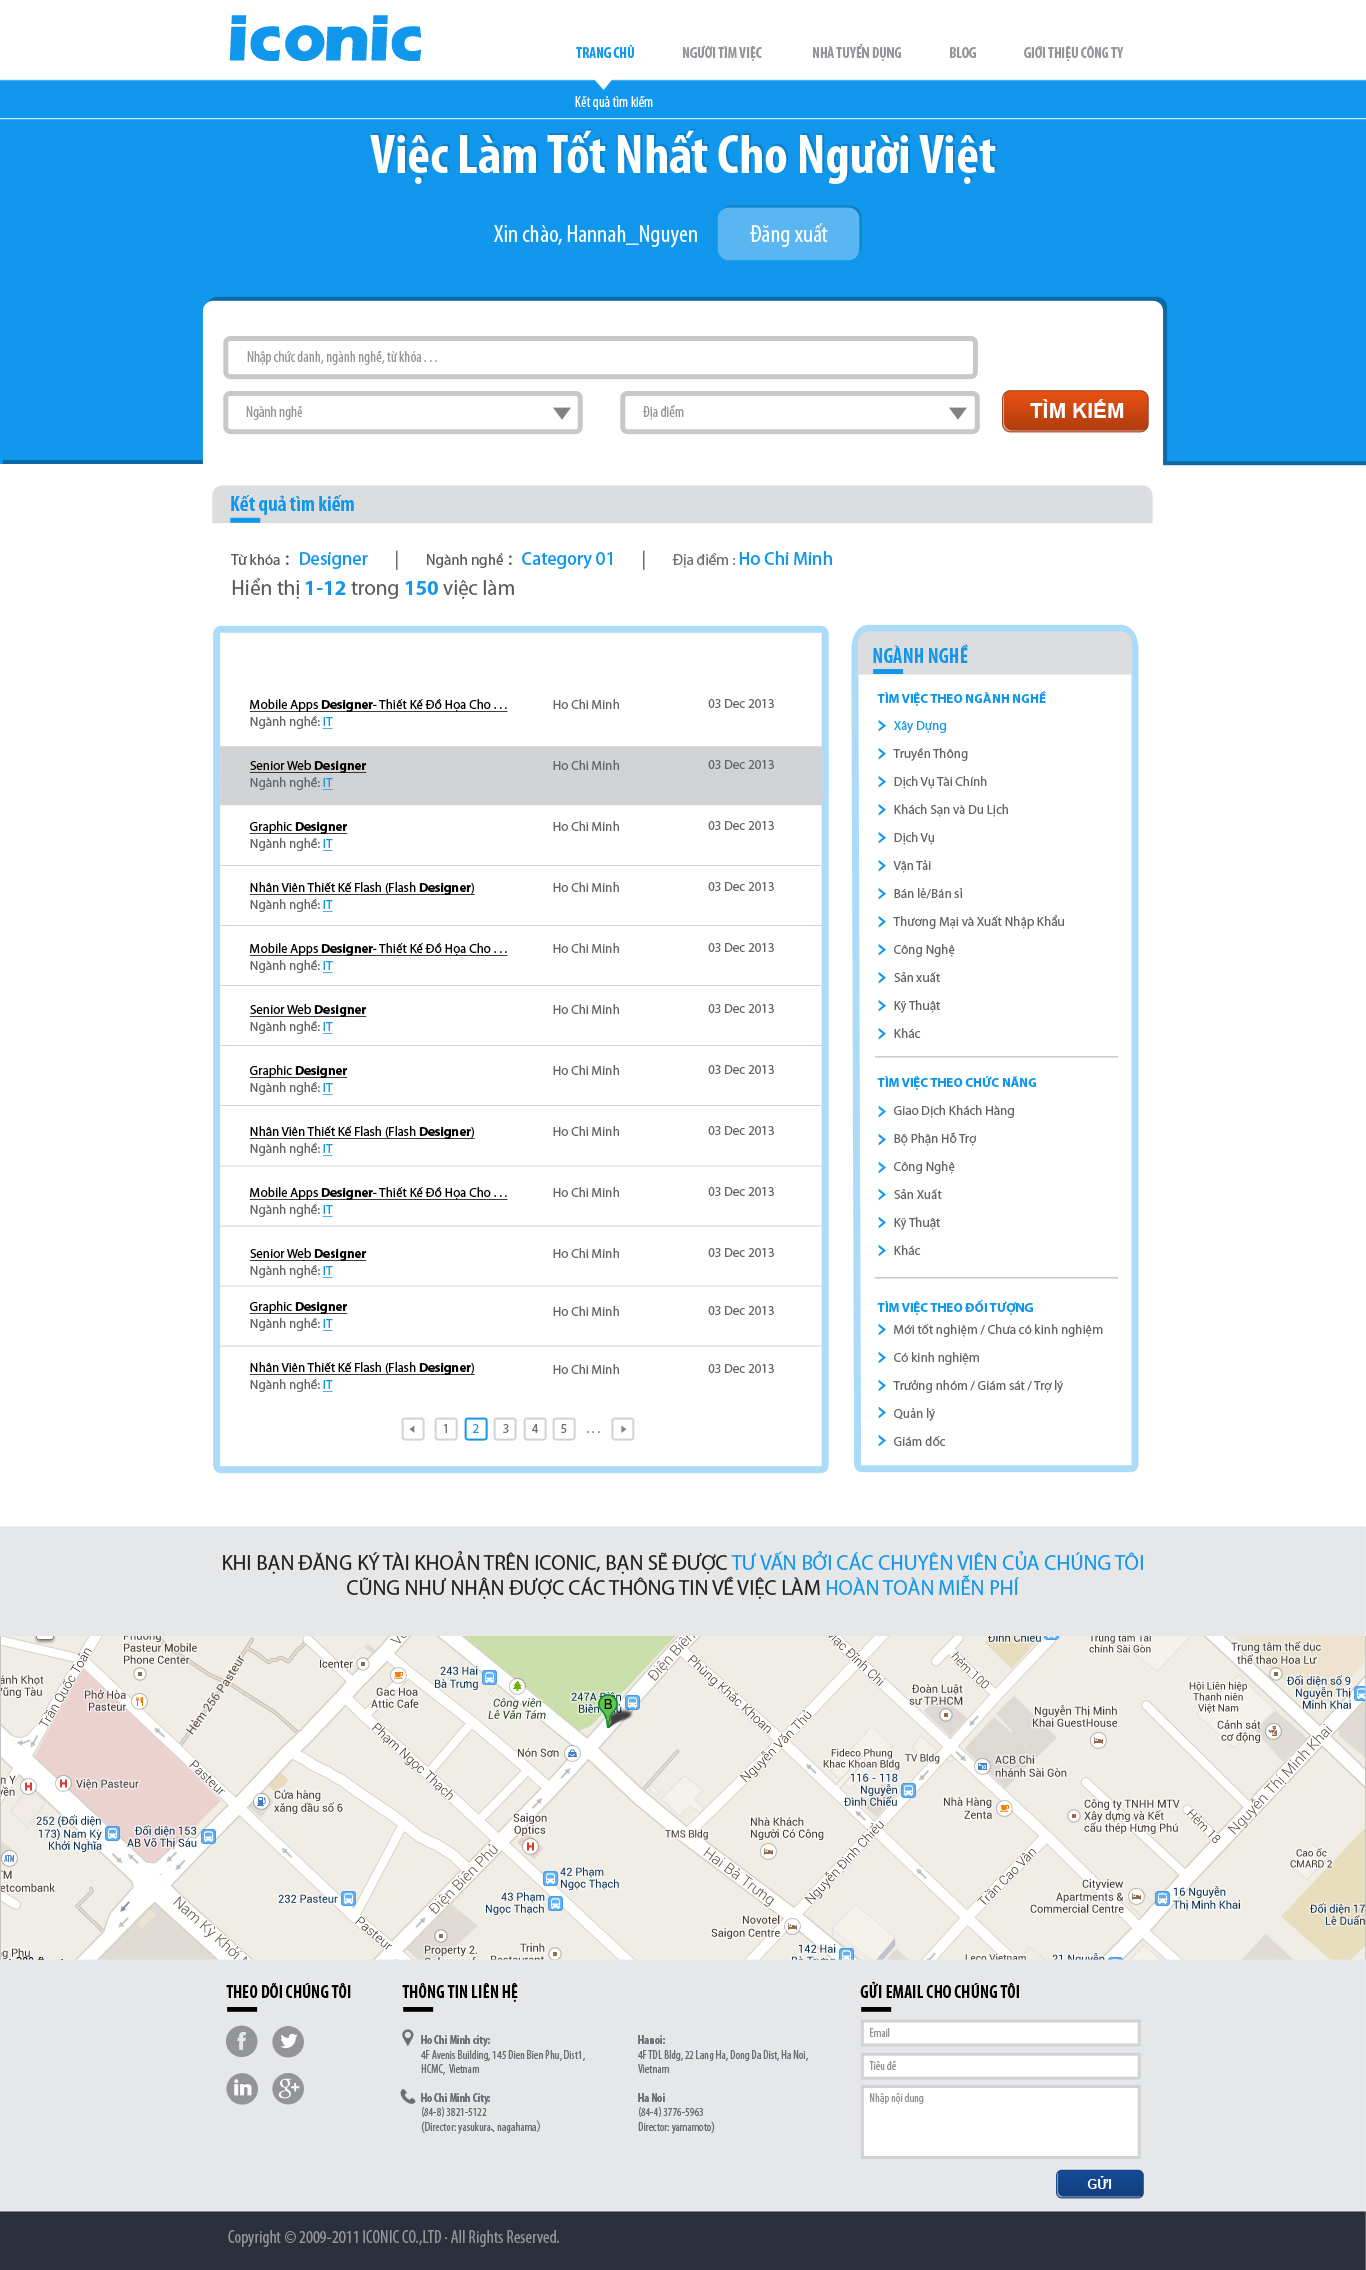 iconic
TRANG CHỦ NGƯỜI TÌM VIỆC NHÀ TUYỂN DỤNG BLOG GIỚI THIỆU CÔNG TY
Kết quả tìm kiếm
Việc Làm Tốt Nhất Cho Người Việt
Xin chào, Hannah_Nguyen Đăng xuất
Nhập chức danh, ngành nghề, từ khóa . . .
Ngành nghề Địa điểm TÌM KIẾM
Kết quả tìm kiếm
Từ khóa : Designer | Ngành nghề : Category 01 | Địa điểm : Ho Chi Minh
Hiển thị 1-12 trong 150 việc làm
Mobile Apps Designer- Thiết Kế Đồ Họa Cho . . . Ho Chi Minh 03 Dec 2013
Ngành nghề: IT
Senior Web Designer Ho Chi Minh 03 Dec 2013
Ngành nghề: IT
Graphic Designer Ho Chi Minh 03 Dec 2013
Ngành nghề: IT
Nhân Viên Thiết Kế Flash (Flash Designer) Ho Chi Minh 03 Dec 2013
Ngành nghề: IT
Mobile Apps Designer- Thiết Kế Đồ Họa Cho . . . Ho Chi Minh 03 Dec 2013
Ngành nghề: IT
Senior Web Designer Ho Chi Minh 03 Dec 2013
Ngành nghề: IT
Graphic Designer Ho Chi Minh 03 Dec 2013
Ngành nghề: IT
Nhân Viên Thiết Kế Flash (Flash Designer) Ho Chi Minh 03 Dec 2013
Ngành nghề: IT
Mobile Apps Designer- Thiết Kế Đồ Họa Cho . . . Ho Chi Minh 03 Dec 2013
Ngành nghề: IT
Senior Web Designer Ho Chi Minh 03 Dec 2013
Ngành nghề: IT
Graphic Designer Ho Chi Minh 03 Dec 2013
Ngành nghề: IT
Nhân Viên Thiết Kế Flash (Flash Designer) Ho Chi Minh 03 Dec 2013
Ngành nghề: IT
1 2 3 4 5 . . .
NGÀNH NGHỀ
TÌM VIỆC THEO NGÀNH NGHỀ
Xây Dựng
Truyền Thông
Dịch Vụ Tài Chính
Khách Sạn và Du Lịch
Dịch Vụ
Vận Tải
Bán lẻ/Bán sỉ
Thương Mại và Xuất Nhập Khẩu
Công Nghệ
Sản xuất
Kỹ Thuật
Khác
TÌM VIỆC THEO CHỨC NĂNG
Giao Dịch Khách Hàng
Bộ Phận Hỗ Trợ
Công Nghệ
Sản Xuất
Kỹ Thuật
Khác
TÌM VIỆC THEO ĐỐI TƯỢNG
Mới tốt nghiệm / Chưa có kinh nghiệm
Có kinh nghiệm
Trưởng nhóm / Giám sát / Trợ lý
Quản lý
Giám đốc
KHI BẠN ĐĂNG KÝ TÀI KHOẢN TRÊN ICONIC, BẠN SẼ ĐƯỢC TƯ VẤN BỞI CÁC CHUYÊN VIÊN CỦA CHÚNG TÔI
CŨNG NHƯ NHẬN ĐƯỢC CÁC THÔNG TIN VỀ VIỆC LÀM HOÀN TOÀN MIỄN PHÍ
Pasteur Mobile
Phone Center
Trần Quốc Toản
Phở Hòa
Pasteur
Hẻm 256 Pasteur
Icenter
Gac Hoa
Attic Cafe
243 Hai
Bà Trưng
Công viên
Lê Văn Tám
247A Điện
B
Điện Biên
Phùng Khắc Khoan
Mạc Đĩnh Chi
hẻm 100
Đinh Chiểu
Trung tâm Tài
chính Sài Gòn
Trung tâm thể dục
thể thao Hoa Lư
Đối diện số 9
Nguyễn Thị
Minh Khai
Hội Liên hiệp
Thanh niên
Việt Nam
Đoàn Luật
sư TP.HCM
Nguyễn Thị Minh
Khai GuestHouse
Cảnh sát
cơ động
Nguyễn Văn Thủ
Nón Sơn
Phạm Ngọc Thạch
Pasteur
Viện Pasteur
Cửa hàng
xăng dầu số 6
252 (Đối diện
173) Nam Kỳ
Khởi Nghĩa
Đối diện 153
AB Võ Thị Sáu
Fideco Phung
Khac Khoan Bldg
TV Bldg
116 - 118
Nguyễn
Đình Chiểu
ACB Chi
nhánh Sài Gòn
Nhà Hàng
Zenta
Công ty TNHH MTV
Xây dựng và Kết
cấu thép Hưng Phú
Hẻm 18
Nguyễn Thị Minh Khai
Saigon
Optics
TMS Bldg
Nhà Khách
Người Có Công
Hai Bà Trưng
Nguyễn Đình Chiểu
Trần Cao Vân
Cao ốc
CMARD 2
42 Phạm
Ngọc Thạch
43 Phạm
Ngọc Thạch
Điện Biên Phủ
232 Pasteur
Pasteur
Nam Kỳ Khởi
ATM
etcombank
Novotel
Saigon Centre
Cityview
Apartments &
Commercial Centre
16 Nguyễn
Thị Minh Khai
Đối diện 17
Lê Duẩn
Property 2.
Trinh
142 Hai
Leco Vietnam
21 Nguyễn
THEO DÕI CHÚNG TÔI
THÔNG TIN LIÊN HỆ
Ho Chi Minh city:
4F Avenis Building, 145 Dien Bien Phu, Dist1,
HCMC, Vietnam
Ho Chi Minh City:
(84-8) 3821-5122
(Director: yasukura、nagahama）
Hanoi:
4F TDL Bldg, 22 Lang Ha, Dong Da Dist, Ha Noi,
Vietnam
Ha Noi
(84-4) 3776-5963
Director: yamamoto)
GỬI EMAIL CHO CHÚNG TÔI
Email
Tiêu đề
Nhập nội dung
GỬI
Copyright © 2009-2011 ICONIC CO.,LTD · All Rights Reserved.